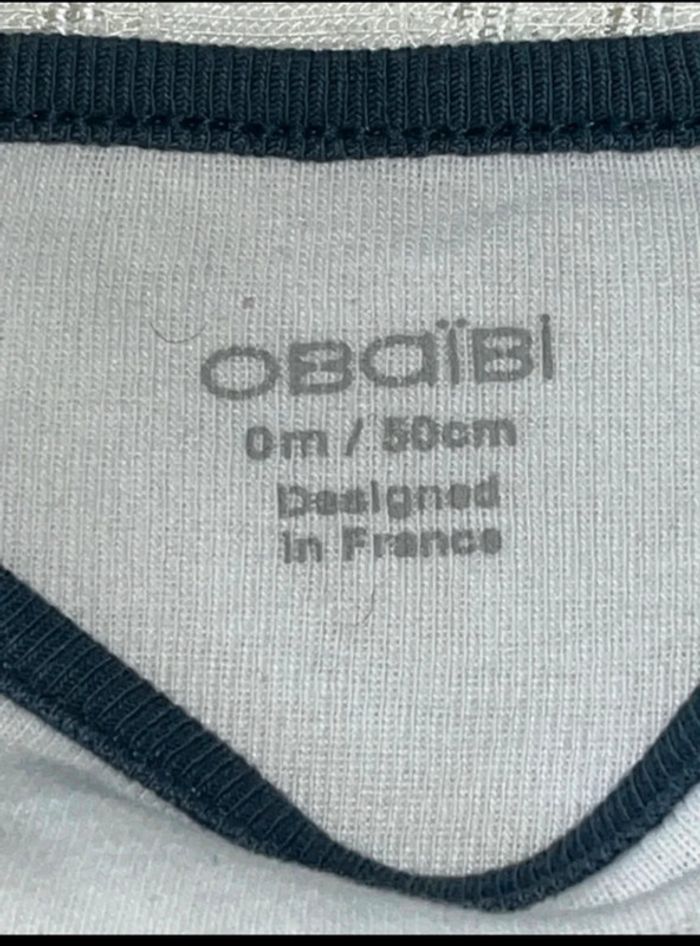 OBaïBi
0m / 50cm
Designed
in France